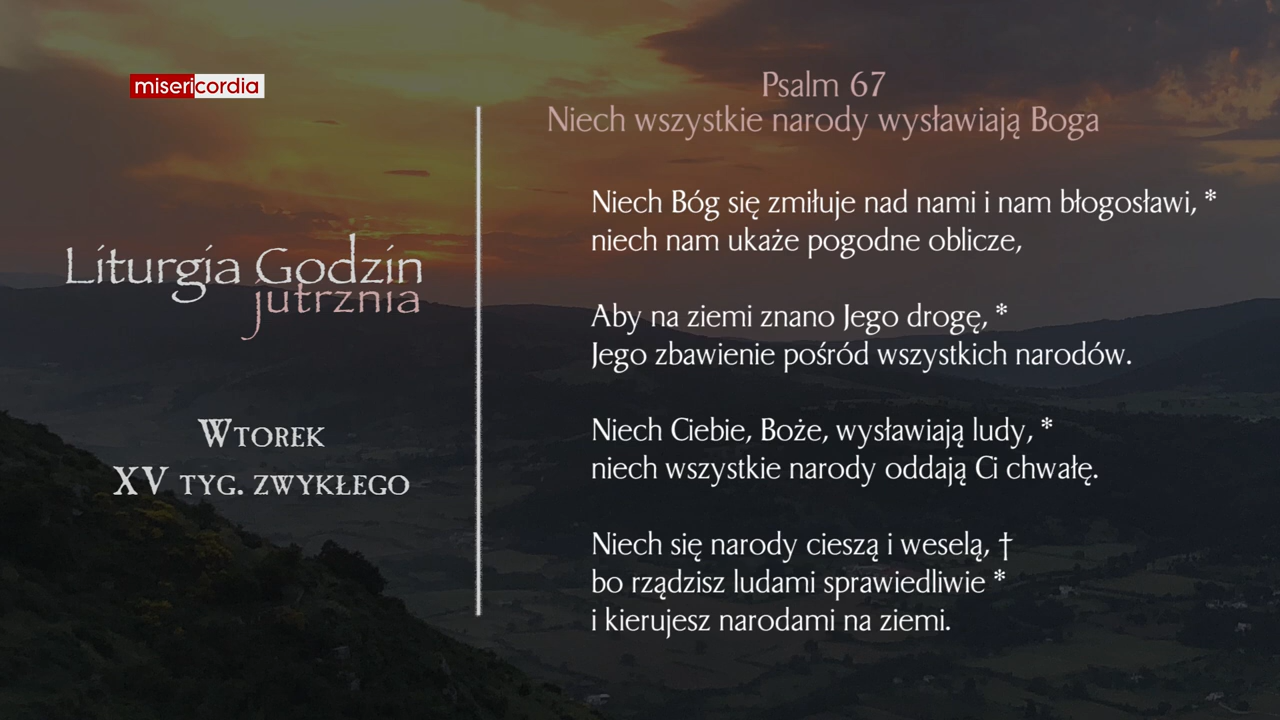 misericordia
Liturgia Godzin
jutrznia
Wtorek
XV tyg. zwykłego
Psalm 67
Niech wszystkie narody wysławiają Boga
Niech Bóg się zmiłuje nad nami i nam błogosławi, *
niech nam ukaże pogodne oblicze,
Aby na ziemi znano Jego drogę, *
Jego zbawienie pośród wszystkich narodów.
Niech Ciebie, Boże, wysławiają ludy, *
niech wszystkie narody oddają Ci chwałę.
Niech się narody cieszą i weselą, †
bo rządzisz ludami sprawiedliwie *
i kierujesz narodami na ziemi.